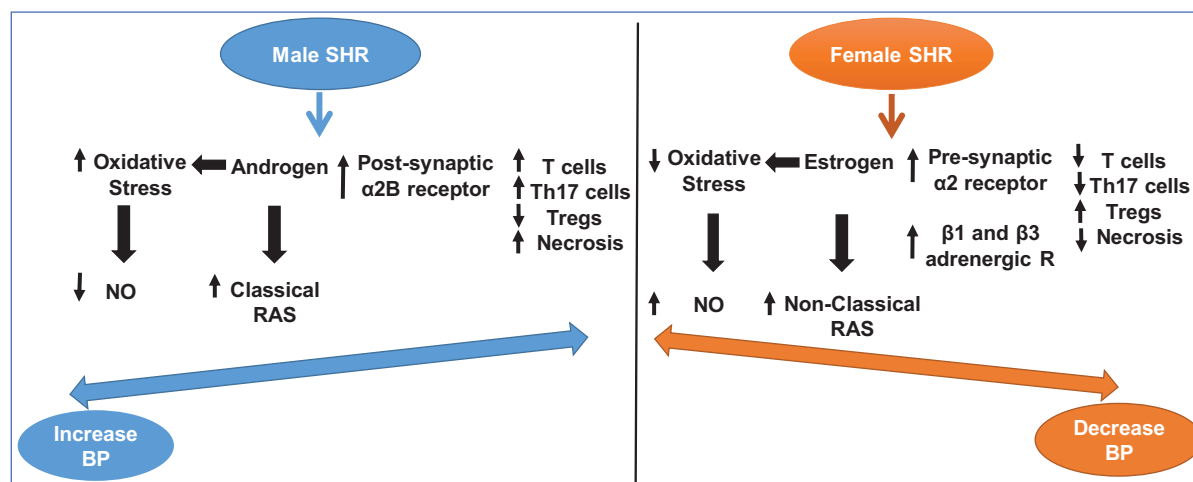 Male SHR
Oxidative
Stress
Androgen
Post-synaptic
α2B receptor
T cells
Th17 cells
Tregs
Necrosis
NO
Classical
RAS
Increase
BP
Female SHR
Oxidative
Stress
Estrogen
Pre-synaptic
α2 receptor
β1 and β3
adrenergic R
T cells
Th17 cells
Tregs
Necrosis
NO
Non-Classical
RAS
Decrease
BP